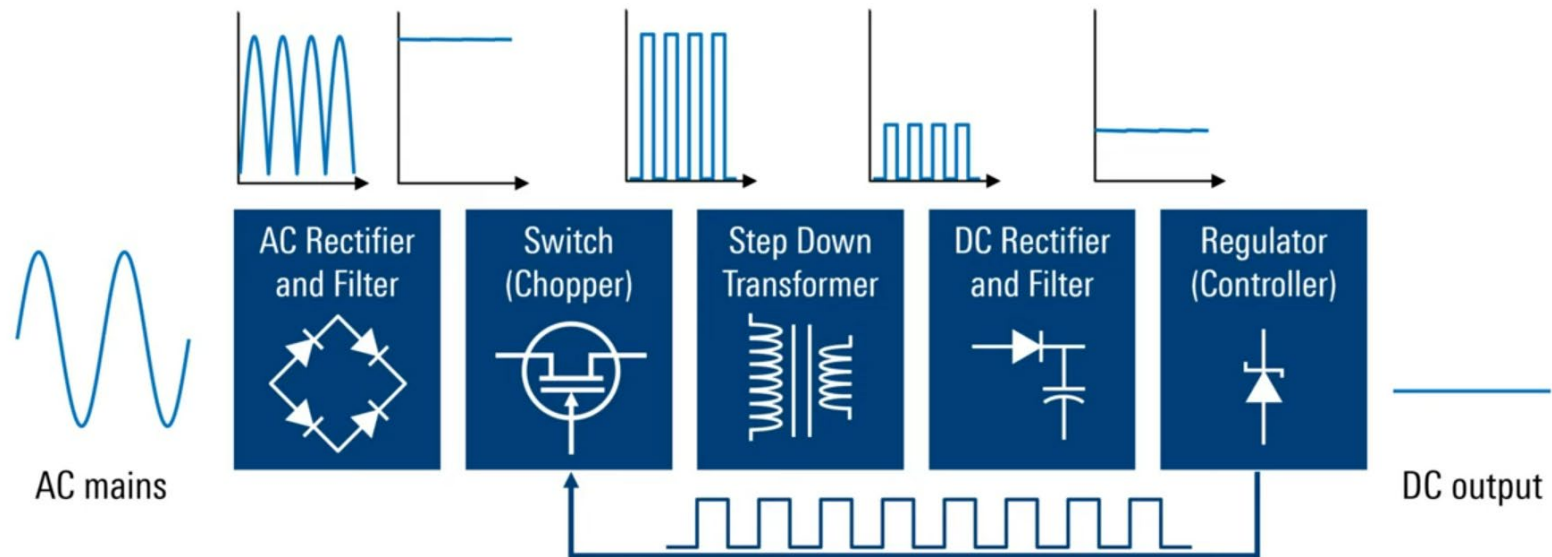 AC mains
AC Rectifier
and Filter
Switch
(Chopper)
Step Down
Transformer
DC Rectifier
and Filter
Regulator
(Controller)
DC output